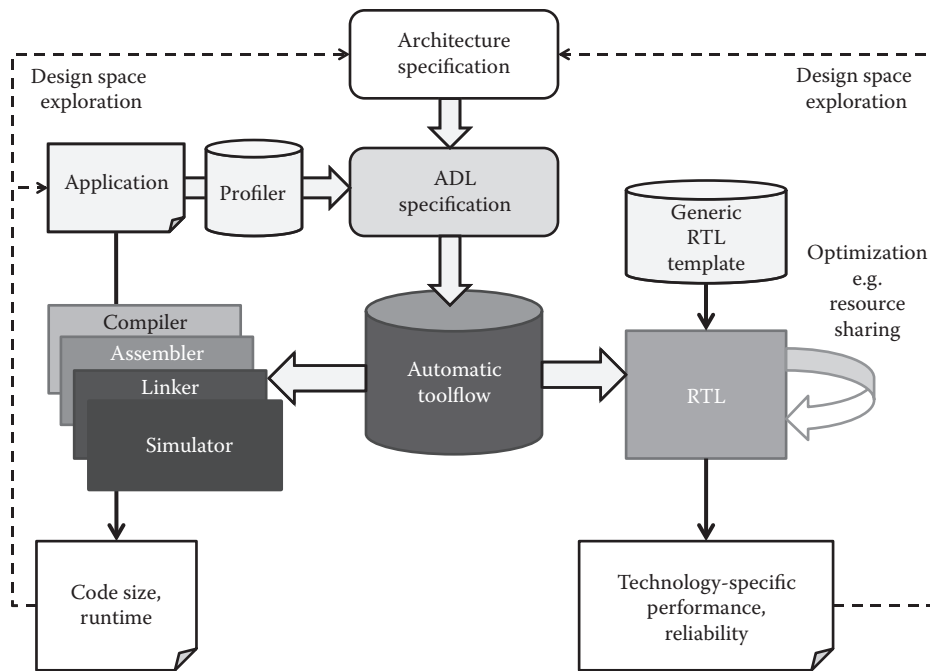 Architecture
specification
Design space
exploration
Design space
exploration
Application
Profiler
ADL
specification
Generic
RTL
template
Optimization
e.g.
resource
sharing
Compiler
Assembler
Linker
Simulator
Automatic
toolflow
RTL
Code size,
runtime
Technology-specific
performance,
reliability